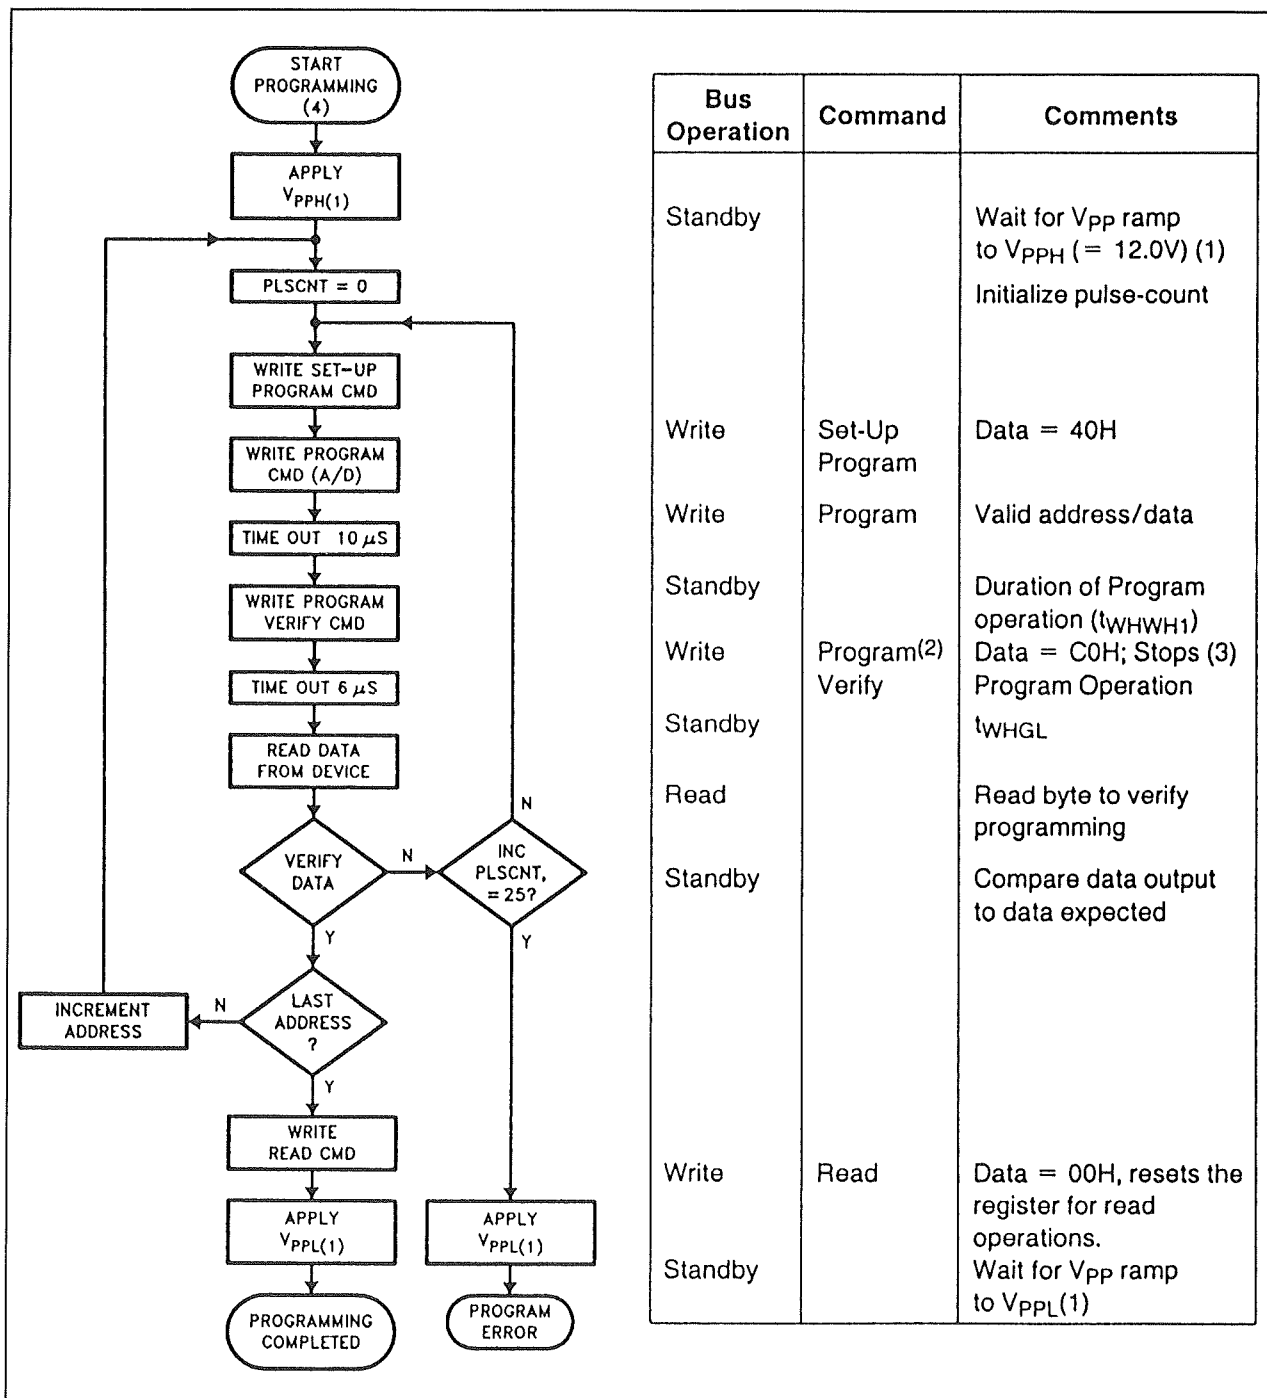 START
PROGRAMMING
(4)
APPLY
VPPH(1)
PLSCNT = 0
WRITE SET-UP
PROGRAM CMD
WRITE PROGRAM
CMD (A/D)
TIME OUT 10 μS
WRITE PROGRAM
VERIFY CMD
TIME OUT 6 μS
READ DATA
FROM DEVICE
VERIFY
DATA
N
Y
INC
PLSCNT,
=25?
N
Y
LAST
ADDRESS
?
N
Y
INCREMENT
ADDRESS
WRITE
READ CMD
APPLY
VPPL(1)
PROGRAMMING
COMPLETED
APPLY
VPPL(1)
PROGRAM
ERROR
Bus
Operation
Command
Comments
Standby
Wait for VPP ramp
to VPPH (= 12.0V) (1)
Initialize pulse-count
Write
Set-Up
Program
Data = 40H
Write
Program
Valid address/data
Standby
Duration of Program
operation (tWHWH1)
Write
Program(2)
Verify
Data = C0H; Stops (3)
Program Operation
Standby
tWHGL
Read
Read byte to verify
programming
Standby
Compare data output
to data expected
Write
Read
Data = 00H, resets the
register for read
operations.
Standby
Wait for VPP ramp
to VPPL(1)